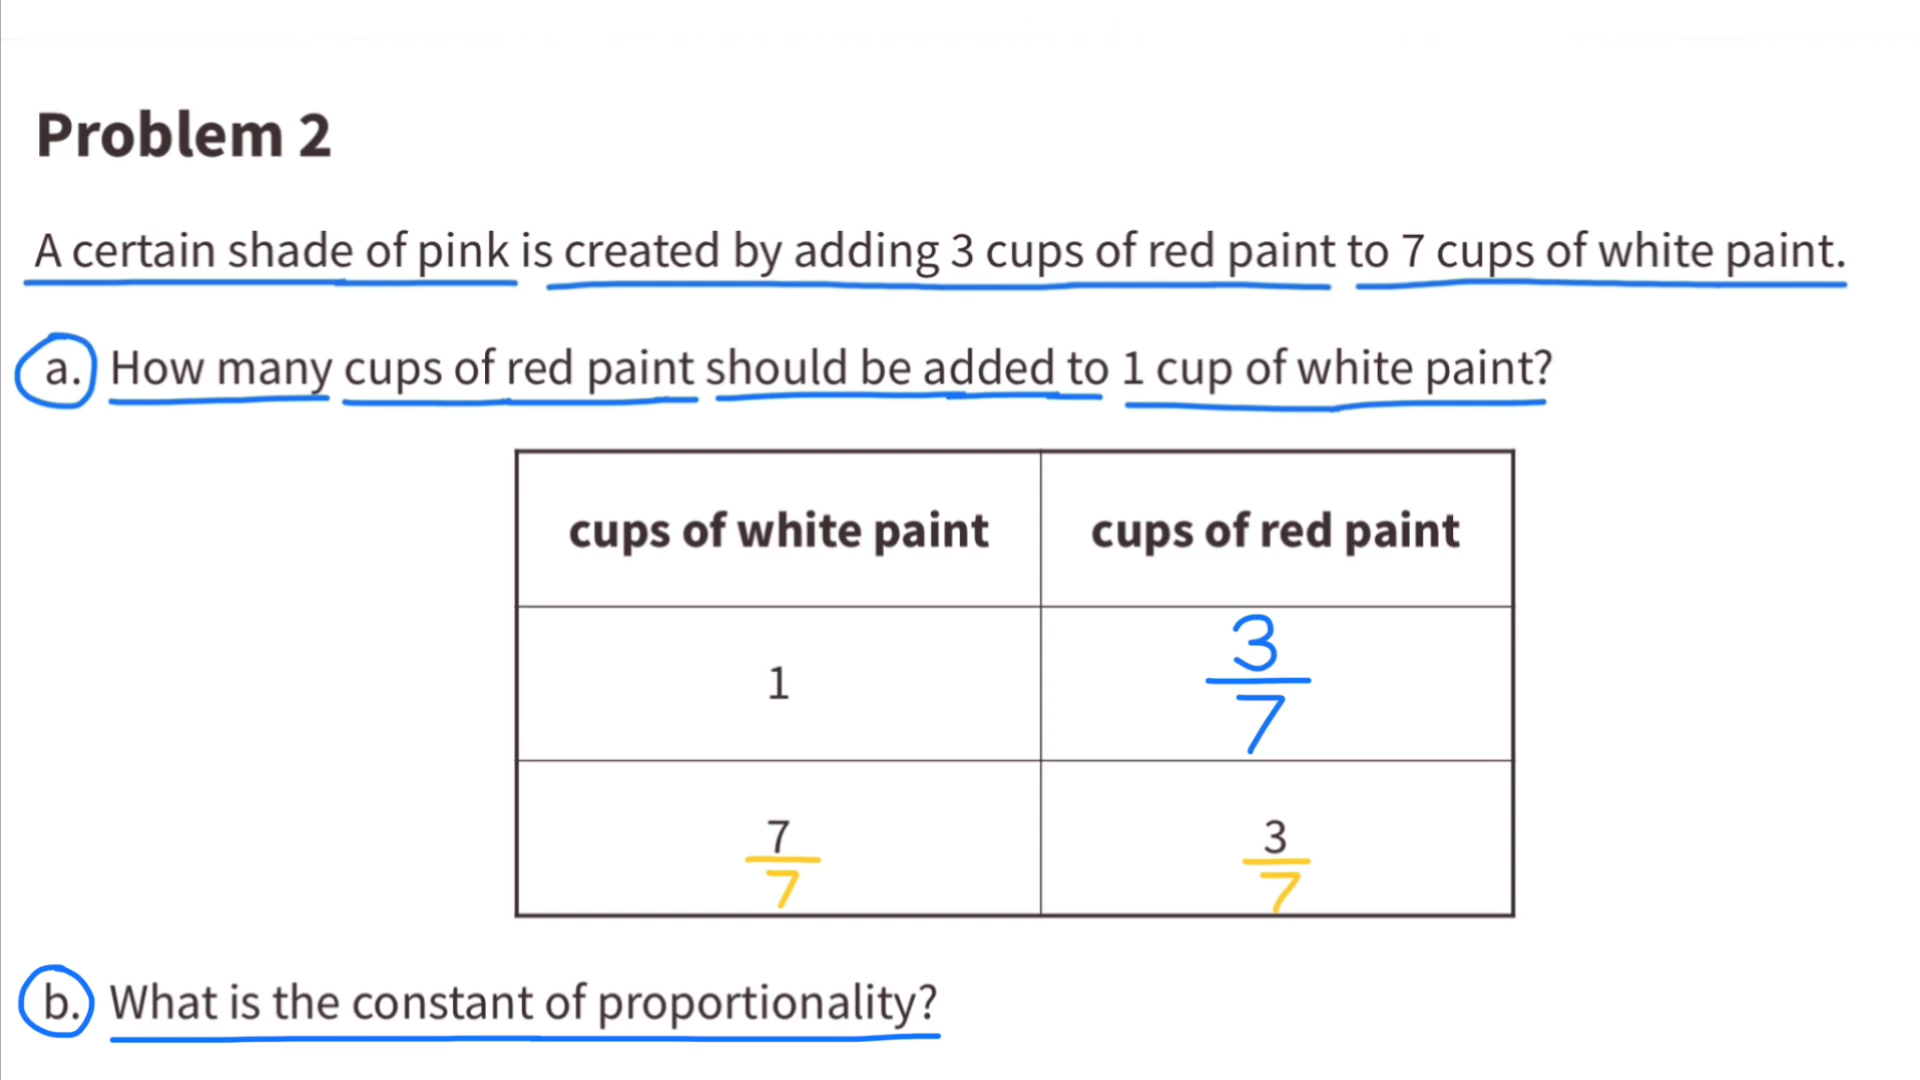 Problem 2
A certain shade of pink is created by adding 3 cups of red paint to 7 cups of white paint.
a. How many cups of red paint should be added to 1 cup of white paint?
cups of white paint cups of red paint
1 3/7
7/7 3/7
b. What is the constant of proportionality?